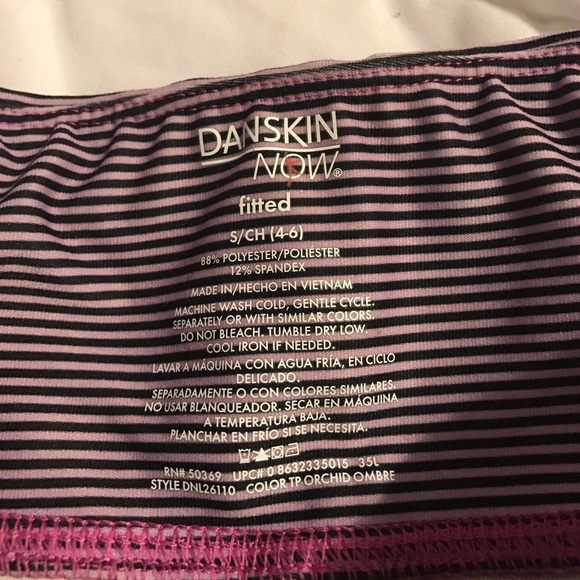 DANSKIN
NOW®
fitted
S/CH (4-6)
88% POLYESTER/POLIÉSTER
12% SPANDEX
MADE IN/HECHO EN VIETNAM
MACHINE WASH COLD, GENTLE CYCLE.
SEPARATELY OR WITH SIMILAR COLORS.
DO NOT BLEACH. TUMBLE DRY LOW.
COOL IRON IF NEEDED.
LAVAR A MÁQUINA CON AGUA FRÍA, EN CICLO
DELICADO.
SEPARADAMENTE O CON COLORES SIMILARES.
NO USAR BLANQUEADOR. SECAR EN MÁQUINA
A TEMPERATURA BAJA.
PLANCHAR EN FRÍO SI SE NECESITA.
RN# 50369 UPC# 0 8632335015 35L
STYLE DNL26110 COLOR TP ORCHID OMBRE